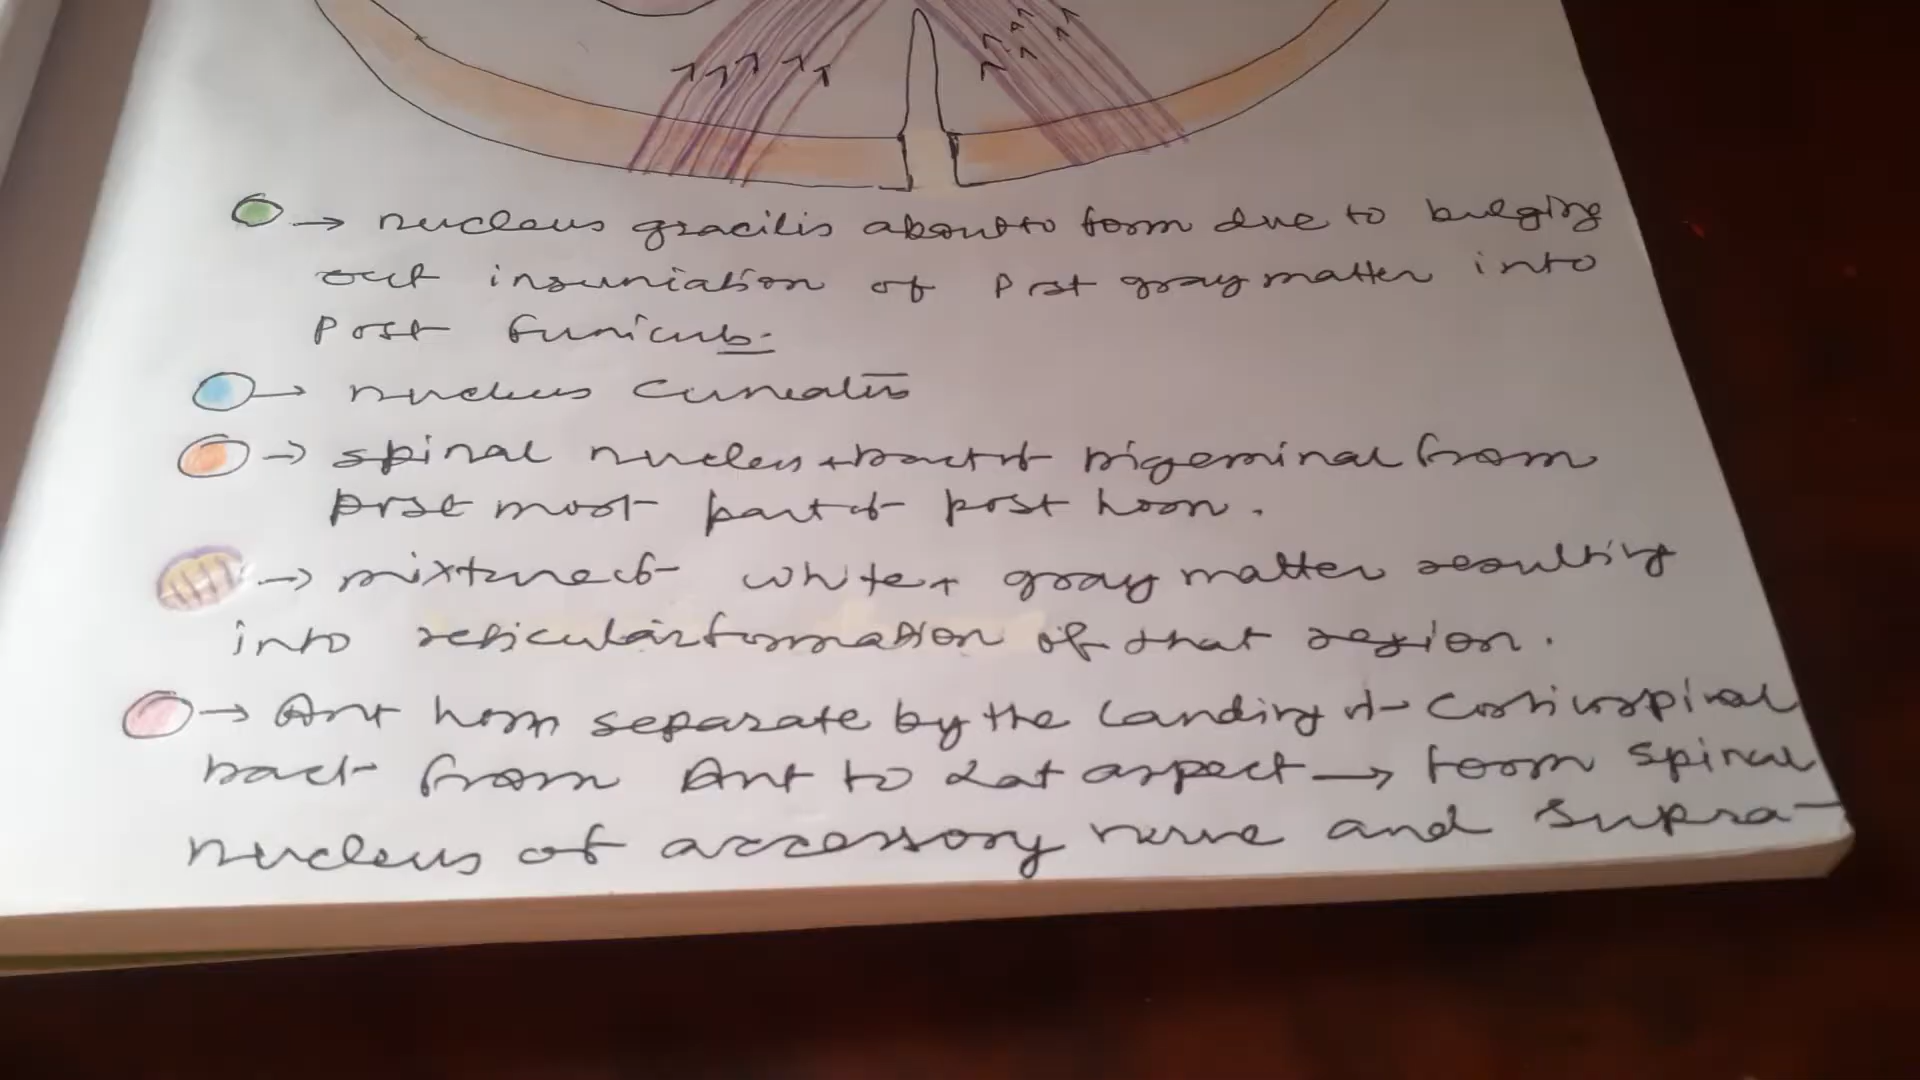 → nucleus gracilis about to form due to bulging
out insuniation of Post gray matter into
Post funiculs.
→ nucleus Cuneatus
→ spinal nucleus + tract of trigeminal from
post most part of post horn.
→ mixture of white + gray matter resulting
into reticular formation of that region.
→ Ant horn separate by the landing of Corticospinal
tract from Ant to Lat aspect → form spinal
nucleus of accessory nerve and Supra-